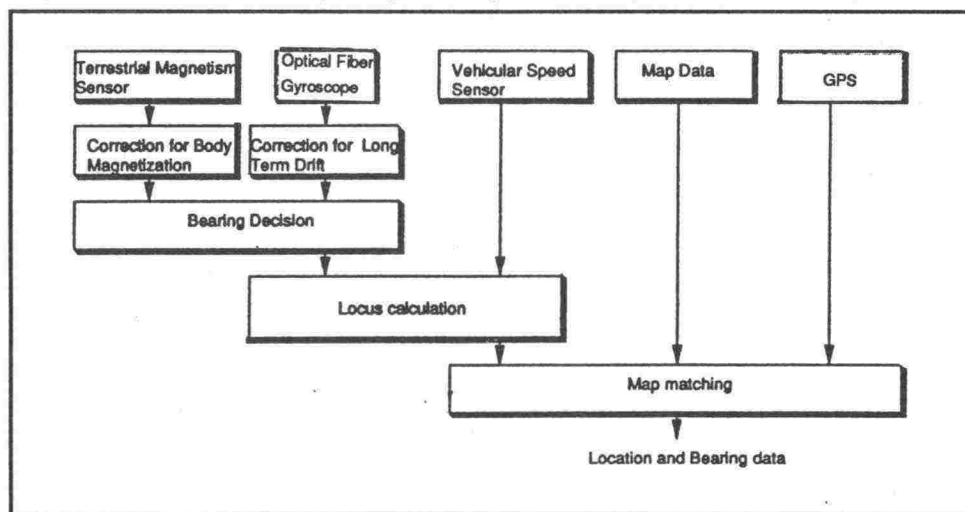 Terrestrial Magnetism
Sensor
Optical Fiber
Gyroscope
Vehicular Speed
Sensor
Map Data
GPS
Correction for Body
Magnetization
Correction for Long
Term Drift
Bearing Decision
Locus calculation
Map matching
Location and Bearing data